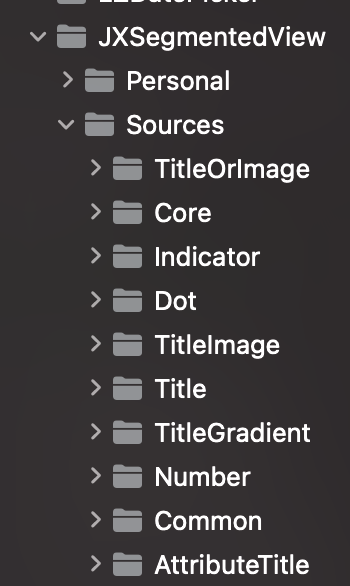 JXSegmentedView
Personal
Sources
TitleOrImage
Core
Indicator
Dot
TitleImage
Title
TitleGradient
Number
Common
AttributeTitle